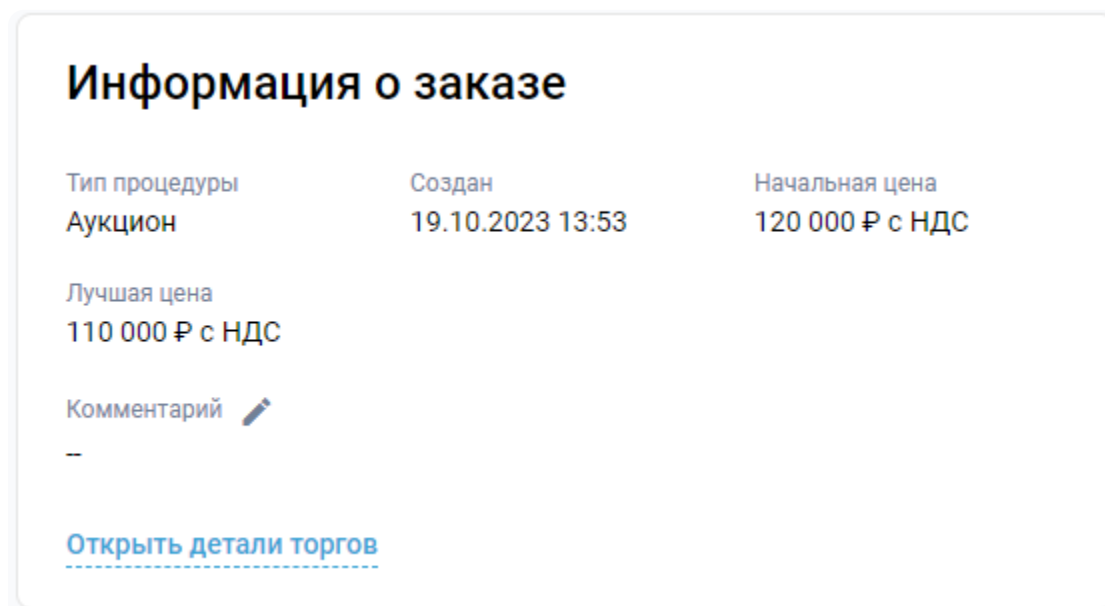 Информация о заказе
Тип процедуры Создан Начальная цена
Аукцион 19.10.2023 13:53 120 000 ₽ с НДС
Лучшая цена
110 000 ₽ с НДС
Комментарий
--
Открыть детали торгов